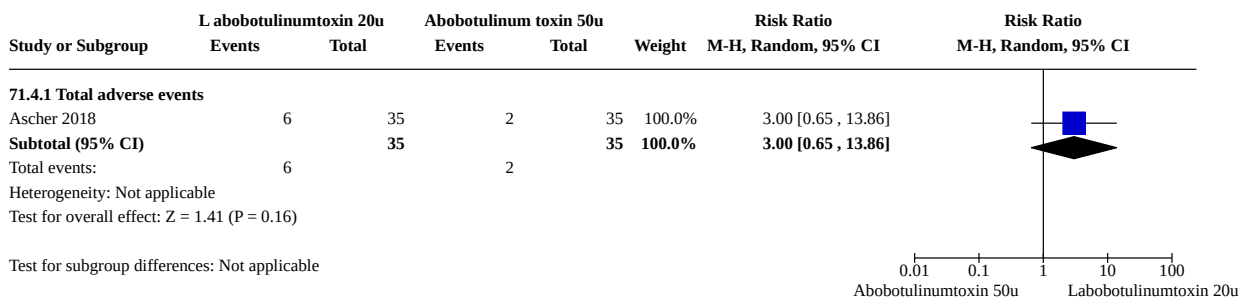 L abobotulinumtoxin 20u Abobotulinum toxin 50u Risk Ratio Risk Ratio
Study or Subgroup Events Total Events Total Weight M-H, Random, 95% CI M-H, Random, 95% CI
71.4.1 Total adverse events
Ascher 2018 6 35 2 35 100.0% 3.00 [0.65 , 13.86]
Subtotal (95% CI) 35 35 100.0% 3.00 [0.65 , 13.86]
Total events: 6 2
Heterogeneity: Not applicable
Test for overall effect: Z = 1.41 (P = 0.16)
Test for subgroup differences: Not applicable
0.01 0.1 1 10 100
Abobotulinumtoxin 50u Labobotulinumtoxin 20u